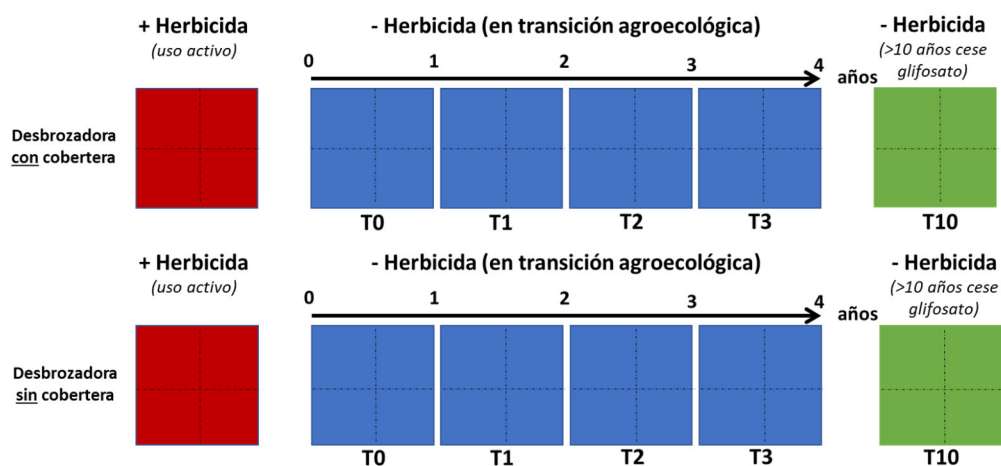 + Herbicida
(uso activo)
- Herbicida (en transición agroecológica)
- Herbicida
(>10 años cese
glifosato)
0 1 2 3 4
años
Desbrozadora
con cobertera
T0 T1 T2 T3 T10
+ Herbicida
(uso activo)
- Herbicida (en transición agroecológica)
- Herbicida
(>10 años cese
glifosato)
0 1 2 3 4
años
Desbrozadora
sin cobertera
T0 T1 T2 T3 T10